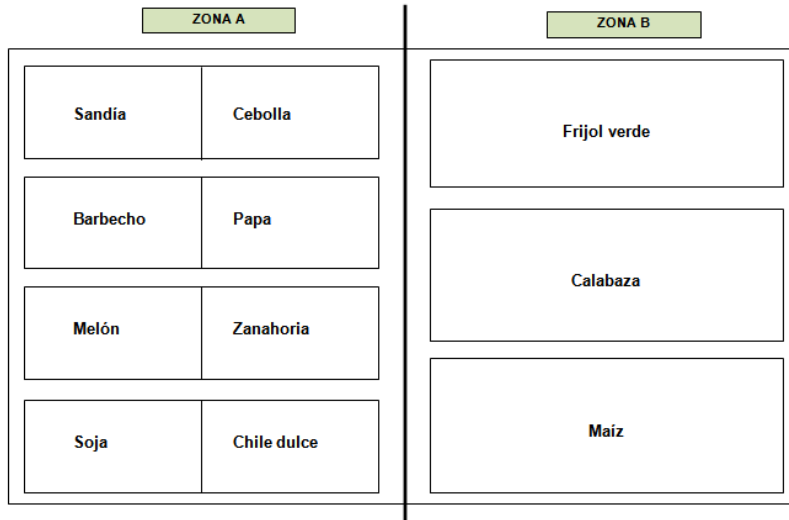 ZONA A
ZONA B
Sandía
Cebolla
Barbecho
Papa
Melón
Zanahoria
Soja
Chile dulce
Frijol verde
Calabaza
Maíz